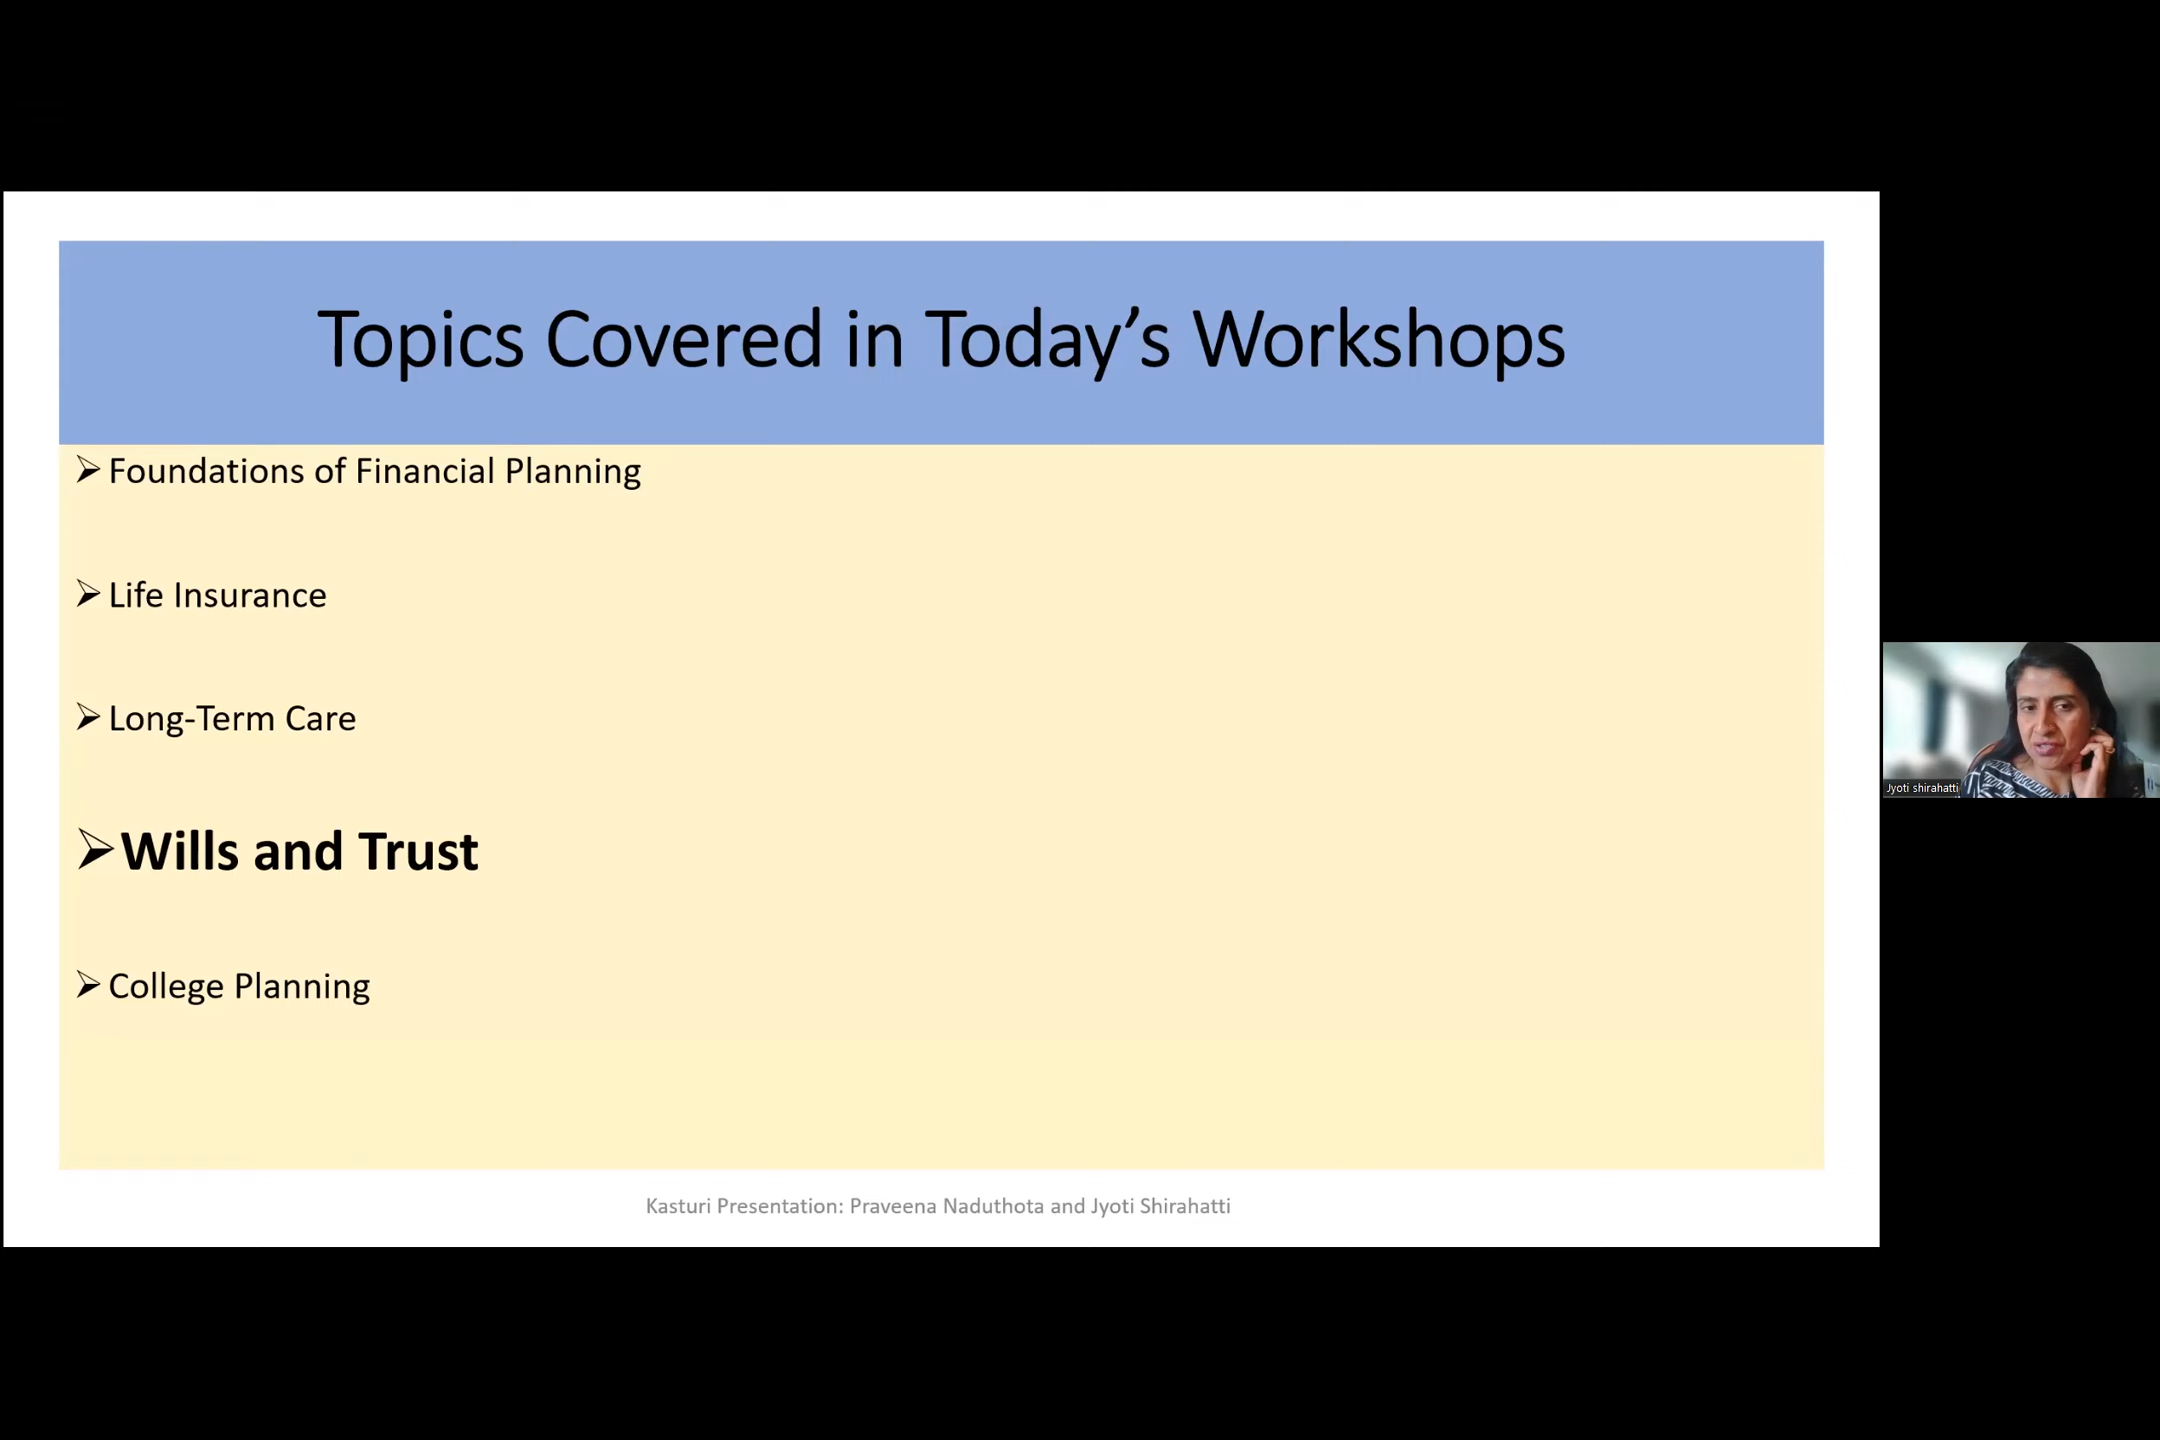 Topics Covered in Today’s Workshops
➢Foundations of Financial Planning
➢Life Insurance
➢Long-Term Care
➢Wills and Trust
➢College Planning
Jyoti shirahatti
Kasturi Presentation: Praveena Naduthota and Jyoti Shirahatti